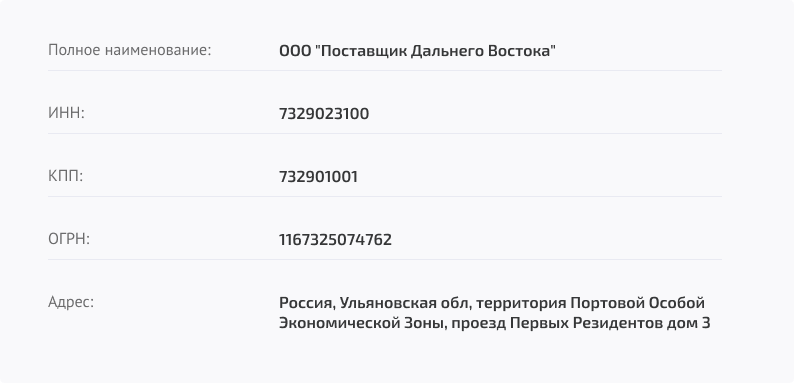 Полное наименование: ООО "Поставщик Дальнего Востока"
ИНН: 7329023100
КПП: 732901001
ОГРН: 1167325074762
Адрес: Россия, Ульяновская обл, территория Портовой Особой
Экономической Зоны, проезд Первых Резидентов дом 3